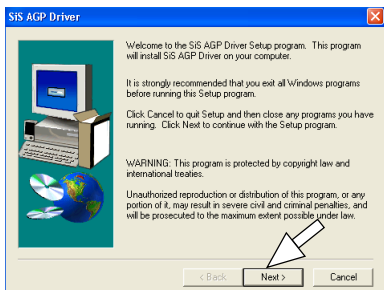 SiS AGP Driver
Welcome to the SiS AGP Driver Setup program. This program
will install SiS AGP Driver on your computer.
It is strongly recommended that you exit all Windows programs
before running this Setup program.
Click Cancel to quit Setup and then close any programs you have
running. Click Next to continue with the Setup program.
WARNING: This program is protected by copyright law and
international treaties.
Unauthorized reproduction or distribution of this program, or any
portion of it, may result in severe civil and criminal penalties, and
will be prosecuted to the maximum extent possible under law.
< Back Next > Cancel